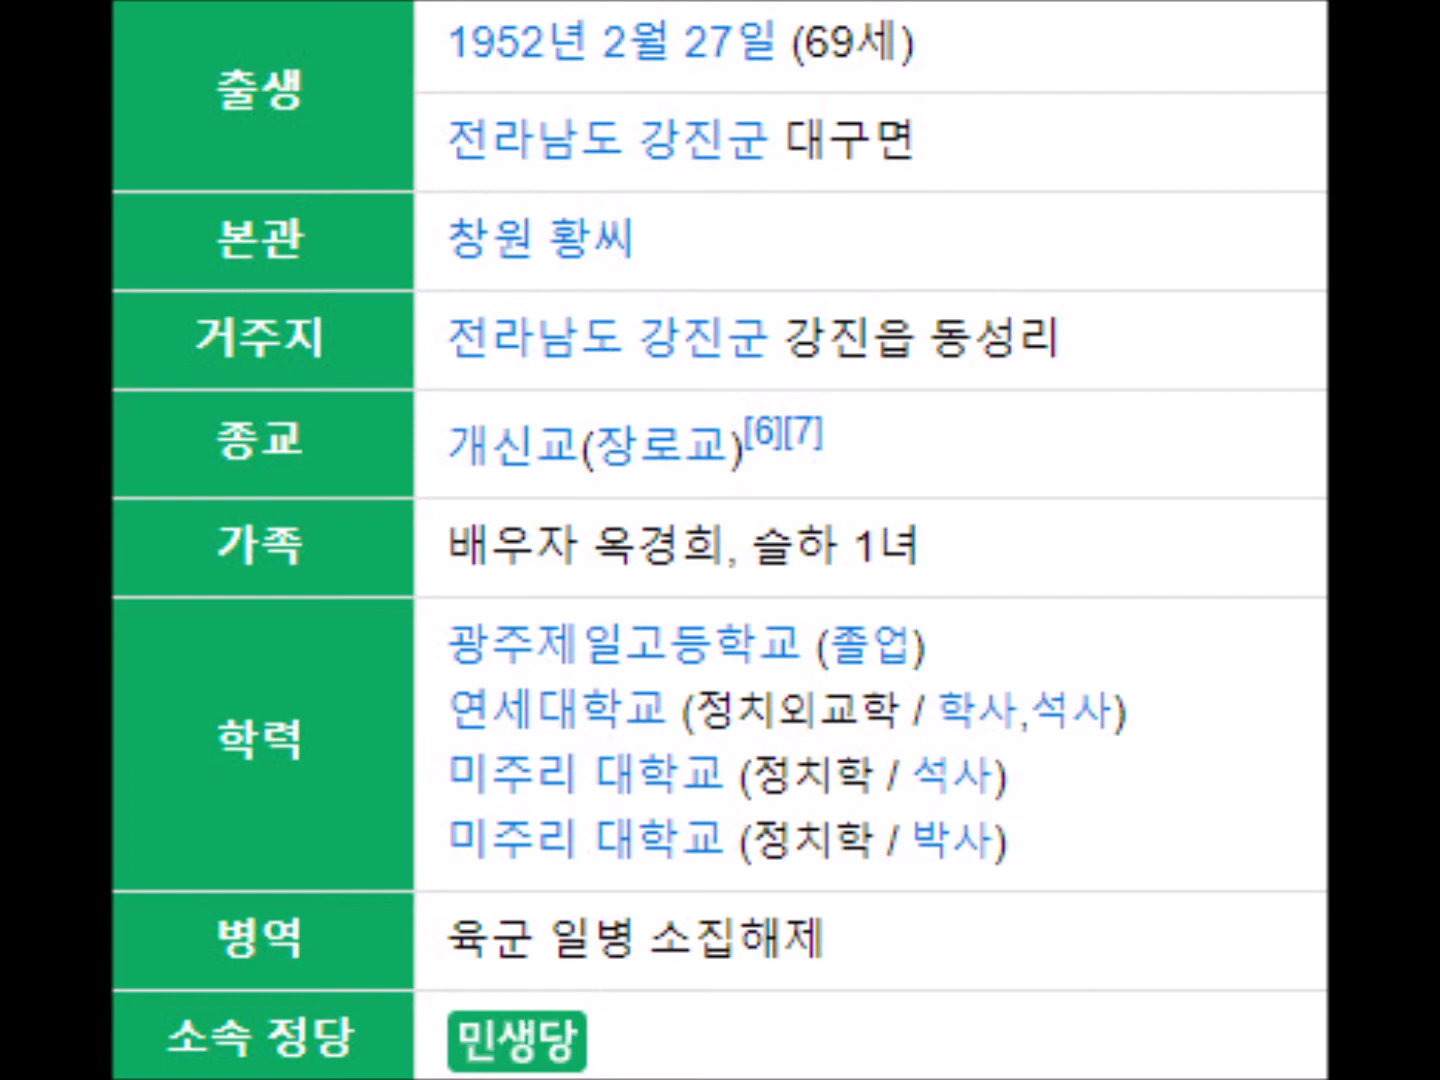 출생
1952년 2월 27일 (69세)
전라남도 강진군 대구면
본관
창원 황씨
거주지
전라남도 강진군 강진읍 동성리
종교
개신교(장로교)[6][7]
가족
배우자 옥경희, 슬하 1녀
학력
광주제일고등학교 (졸업)
연세대학교 (정치외교학 / 학사,석사)
미주리 대학교 (정치학 / 석사)
미주리 대학교 (정치학 / 박사)
병역
육군 일병 소집해제
소속 정당
민생당